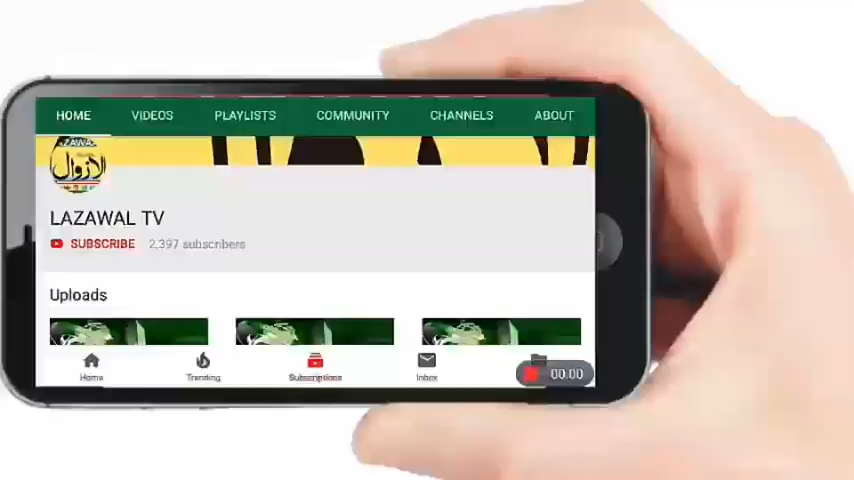 HOME VIDEOS PLAYLISTS COMMUNITY CHANNELS ABOUT
لازوال
LAZAWAL TV
SUBSCRIBE 2,397 subscribers
Uploads
Home Trending Subscriptions Inbox
00:00